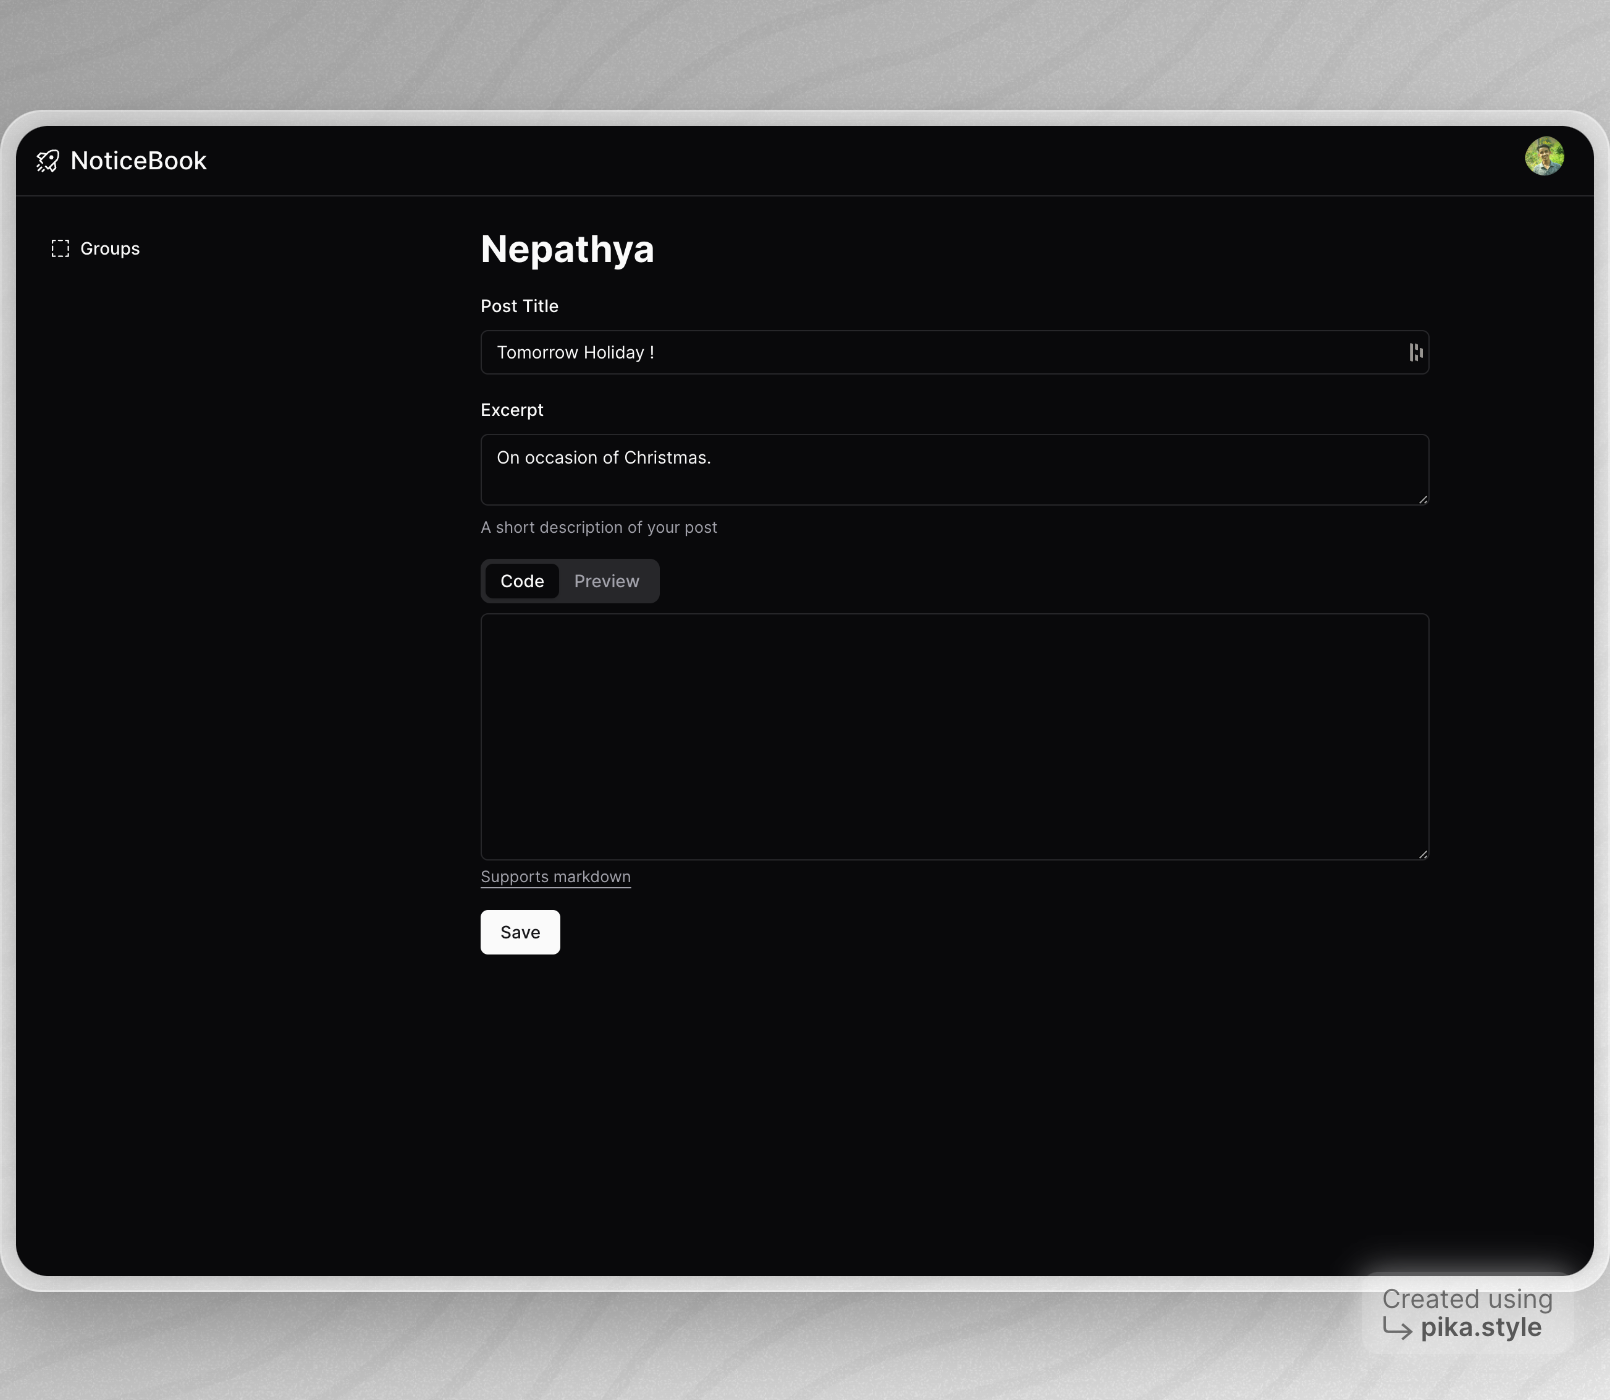 NoticeBook
Groups
Nepathya
Post Title
Tomorrow Holiday !
Excerpt
On occasion of Christmas.
A short description of your post
Code
Preview
Supports markdown
Save
Created using
pika.style